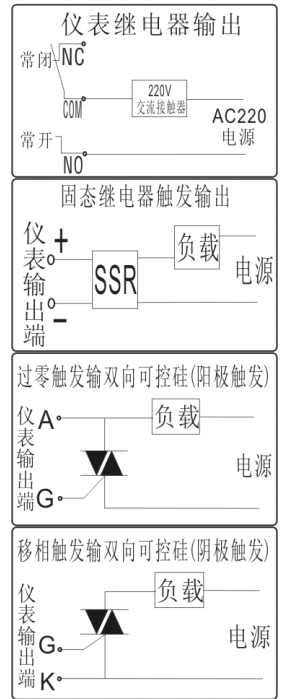 仪表继电器输出
常闭 NC
COM
220V
交流接触器
AC220
电源
常开
NO
固态继电器触发输出
仪表输出端
+
-
SSR
负载
电源
过零触发输双向可控硅(阳极触发)
仪表输出端
A
G
负载
电源
移相触发输双向可控硅(阴极触发)
仪表输出端
G
K
负载
电源